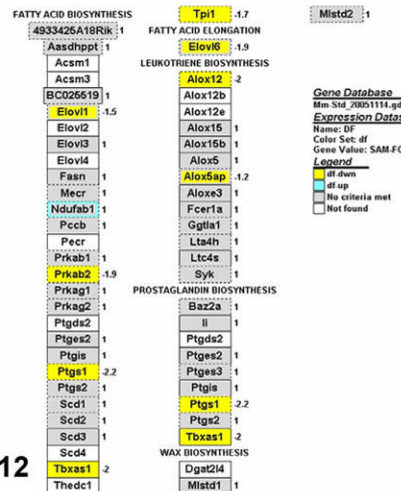 FATTY ACID BIOSYNTHESIS
4933425A18Rik 1
Aasdhppt 1
Acsm1
Acsm3
BC026519 1
Elovl1 -1.5
Elovl2
Elovl3 1
Elovl4
Fasn 1
Mecr 1
Ndufab1 1
Pccb 1
Pecr
Prkab1 1
Prkab2 -1.9
Prkag1 1
Prkag2 1
Ptgds2
Ptges2 1
Ptgis 1
Ptgs1 -2.2
Ptgs2 1
Scd1 1
Scd2 1
Scd3 1
Scd4
Tbxas1 -2
Thedc1
12
Tpi1 -1.7
FATTY ACID ELONGATION
Elovl6 -1.9
LEUKOTRIENE BIOSYNTHESIS
Alox12 -2
Alox12b
Alox12e
Alox15 1
Alox15b 1
Alox5 1
Alox5ap -1.2
Aloxe3 1
Fcer1a 1
Ggtla1 1
Lta4h 1
Ltc4s 1
Syk 1
PROSTAGLANDIN BIOSYNTHESIS
Baz2a 1
Ii 1
Ptgds2
Ptges2 1
Ptges3 1
Ptgis 1
Ptgs1 -2.2
Ptgs2 1
Tbxas1 -2
WAX BIOSYNTHESIS
Dgat2l4
Mlstd1 1
Mlstd2 1
Gene Database
Mm-Std_20051114.gd
Expression Datas
Name: DF
Color Set: df
Gene Value: SAM-FC
Legend
df-dwn
df-up
No criteria met
Not found